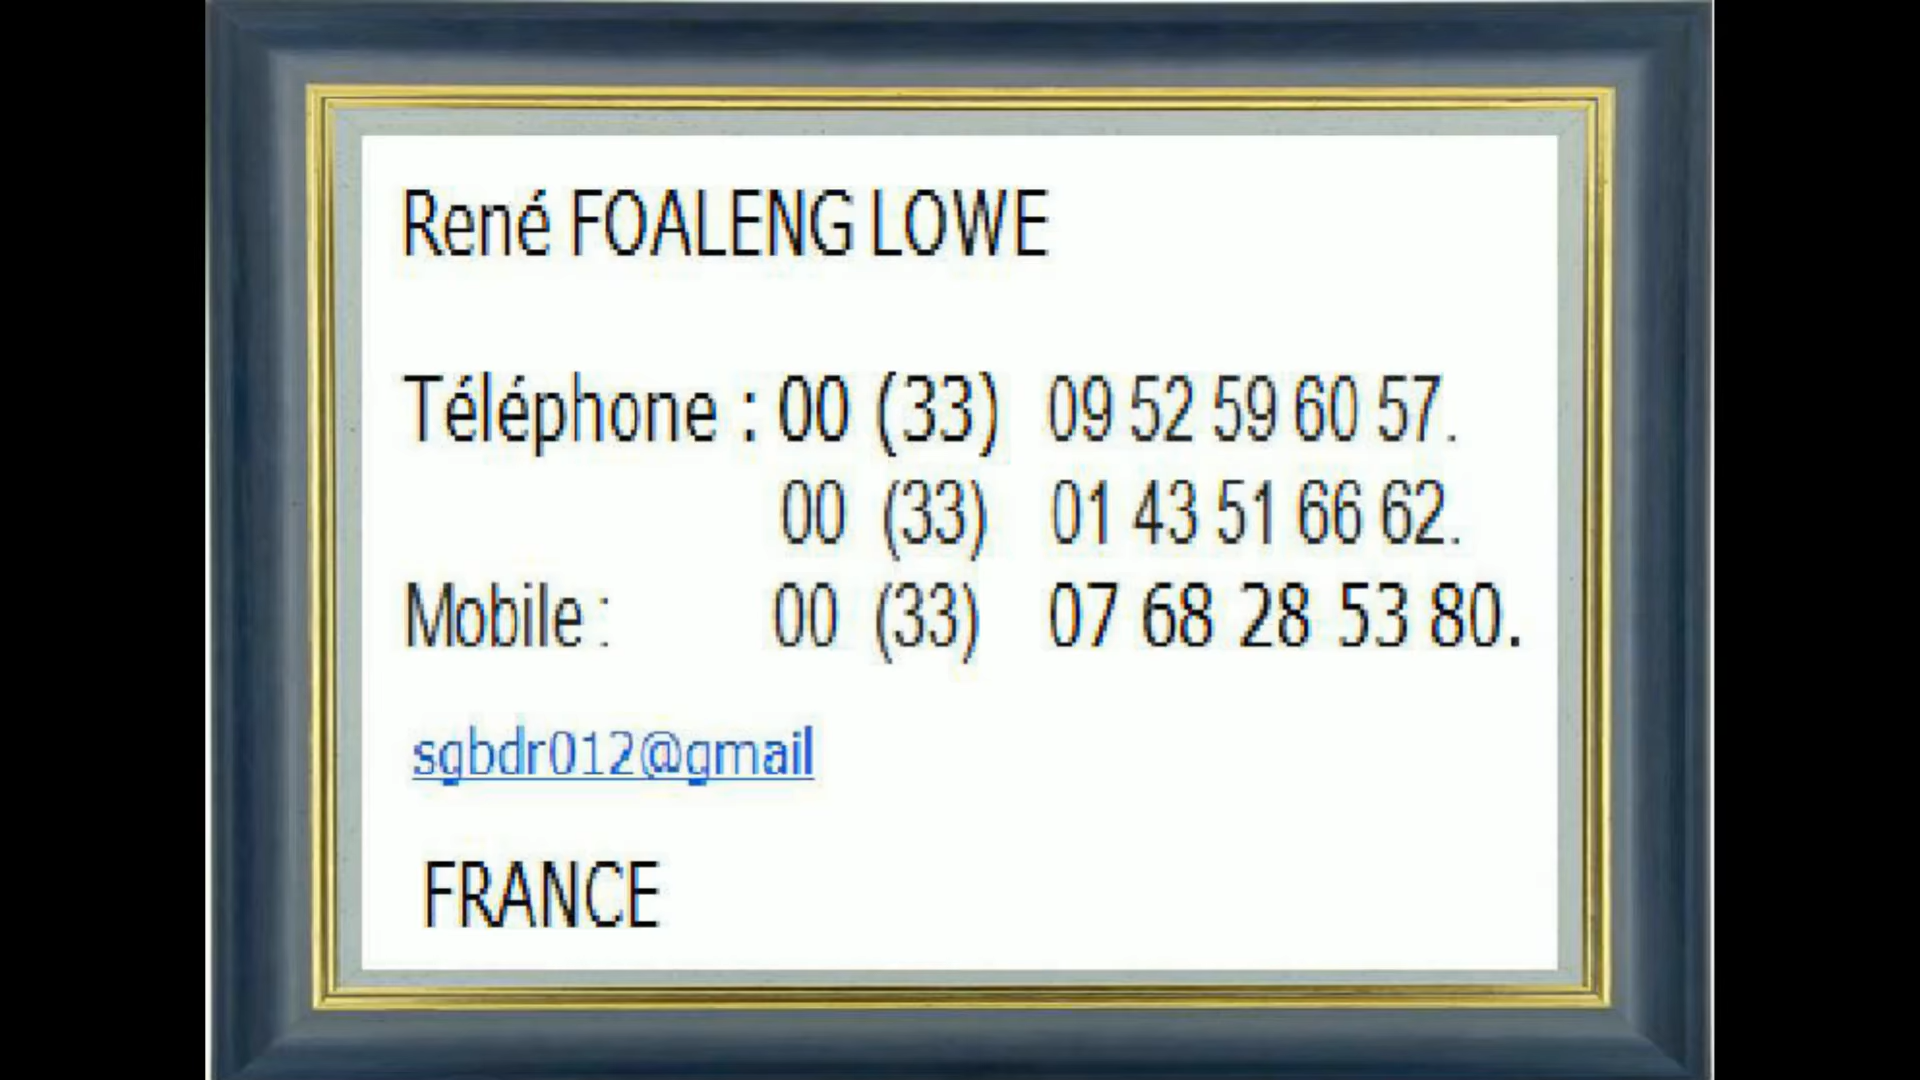 René FOALENG LOWE
Téléphone : 00 (33) 09 52 59 60 57.
00 (33) 01 43 51 66 62.
Mobile : 00 (33) 07 68 28 53 80.
sgbdr012@gmail
FRANCE